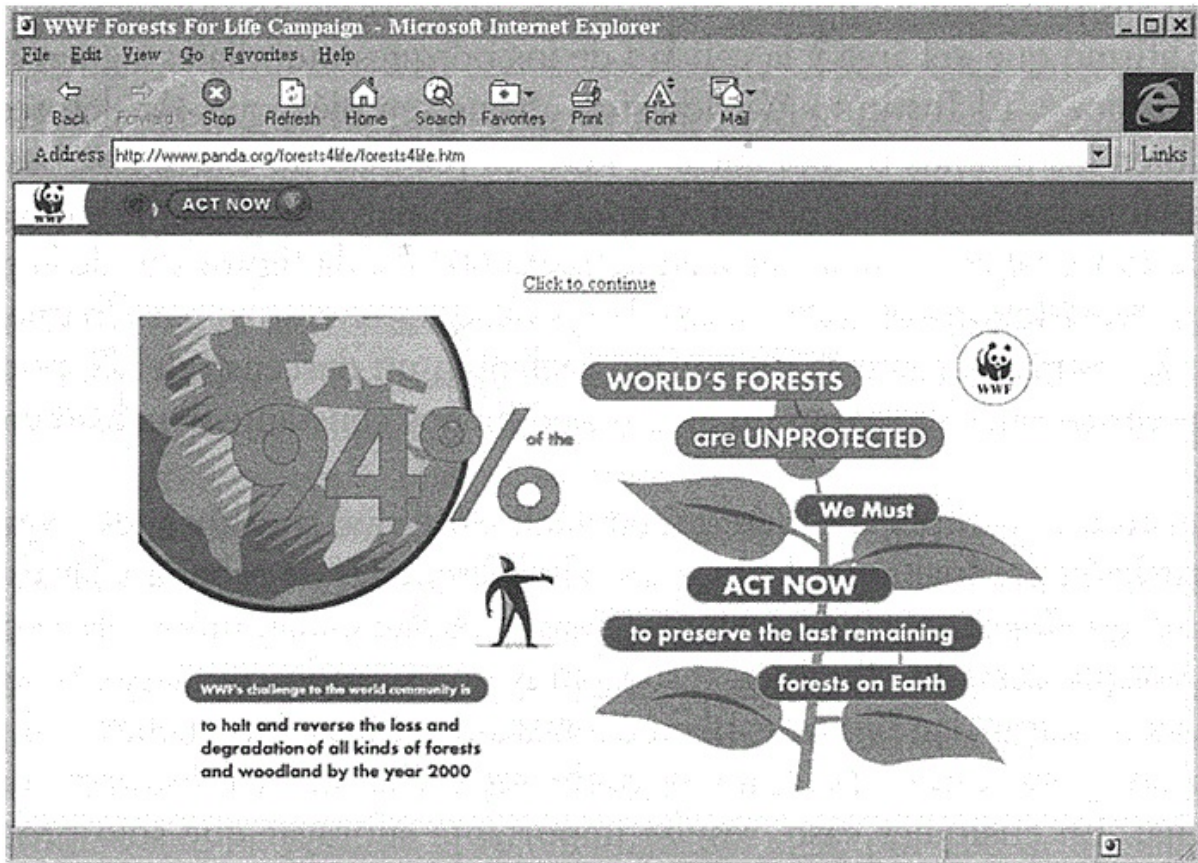 WWF Forests For Life Campaign - Microsoft Internet Explorer
File Edit View Go Favorites Help
Back Forward Stop Refresh Home Search Favorites Print Font Mail
Address http://www.panda.org/forests4life/forests4life.htm Links
WWF ACT NOW
Click to continue
94% of the
WORLD'S FORESTS
are UNPROTECTED
WWF
We Must
ACT NOW
to preserve the last remaining
forests on Earth
WWF's challenge to the world community is
to halt and reverse the loss and
degradation of all kinds of forests
and woodland by the year 2000